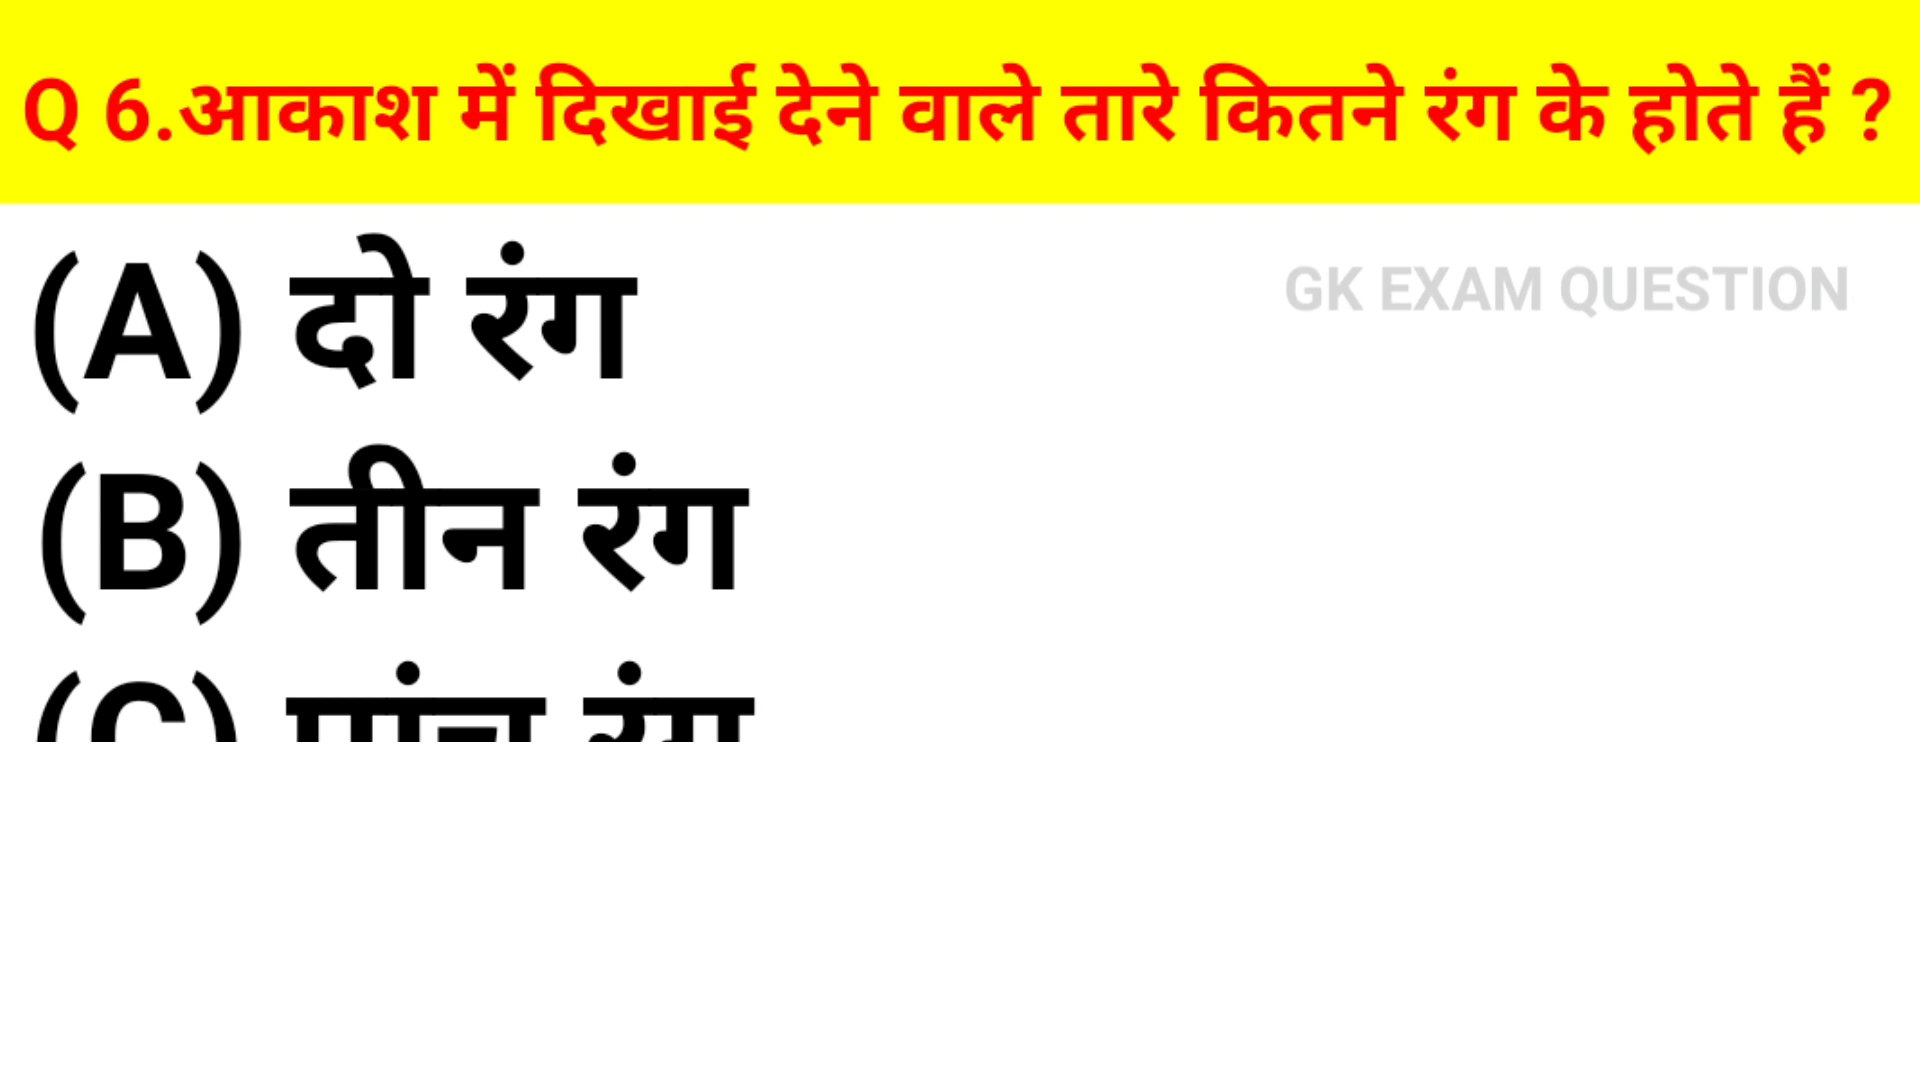 Q 6.आकाश में दिखाई देने वाले तारे कितने रंग के होते हैं ?
(A) दो रंग
GK EXAM QUESTION
(B) तीन रंग
(C) पांच रंग